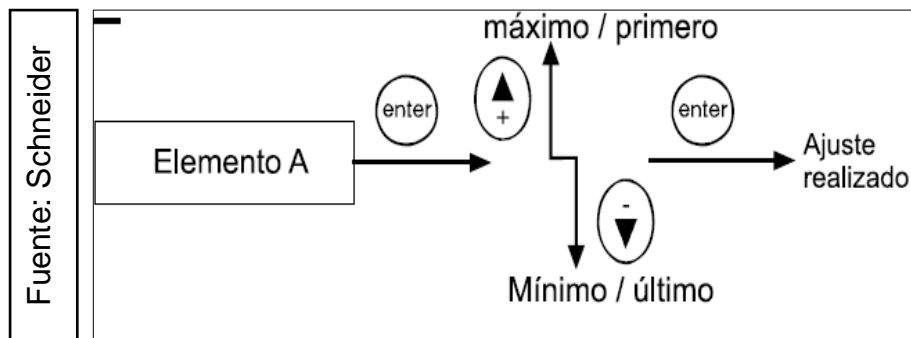 Fuente: Schneider
máximo / primero
enter
+
enter
Elemento A
Ajuste
realizado
-
Mínimo / último